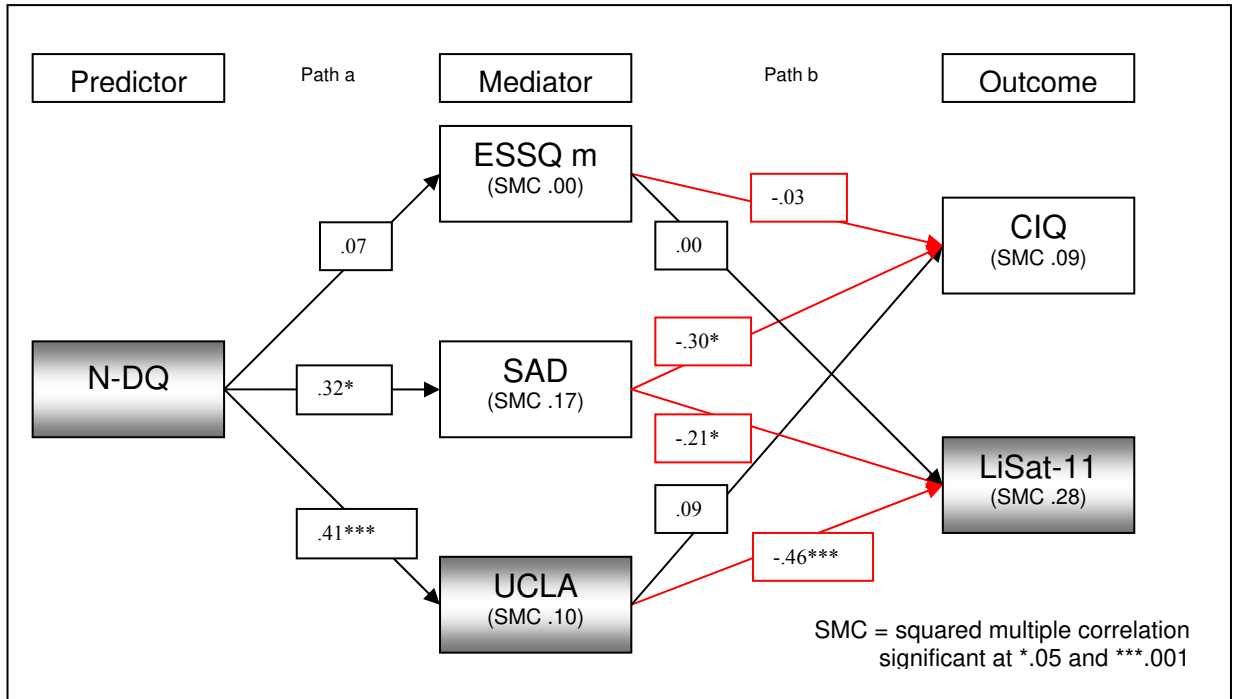 Predictor
Path a
Mediator
Path b
Outcome
ESSQ m
(SMC .00)
-.03
.07
.00
CIQ
(SMC .09)
N-DQ
.32*
SAD
(SMC .17)
-.30*
-.21*
LiSat-11
(SMC .28)
.41***
.09
-.46***
UCLA
(SMC .10)
SMC = squared multiple correlation
significant at *.05 and ***.001